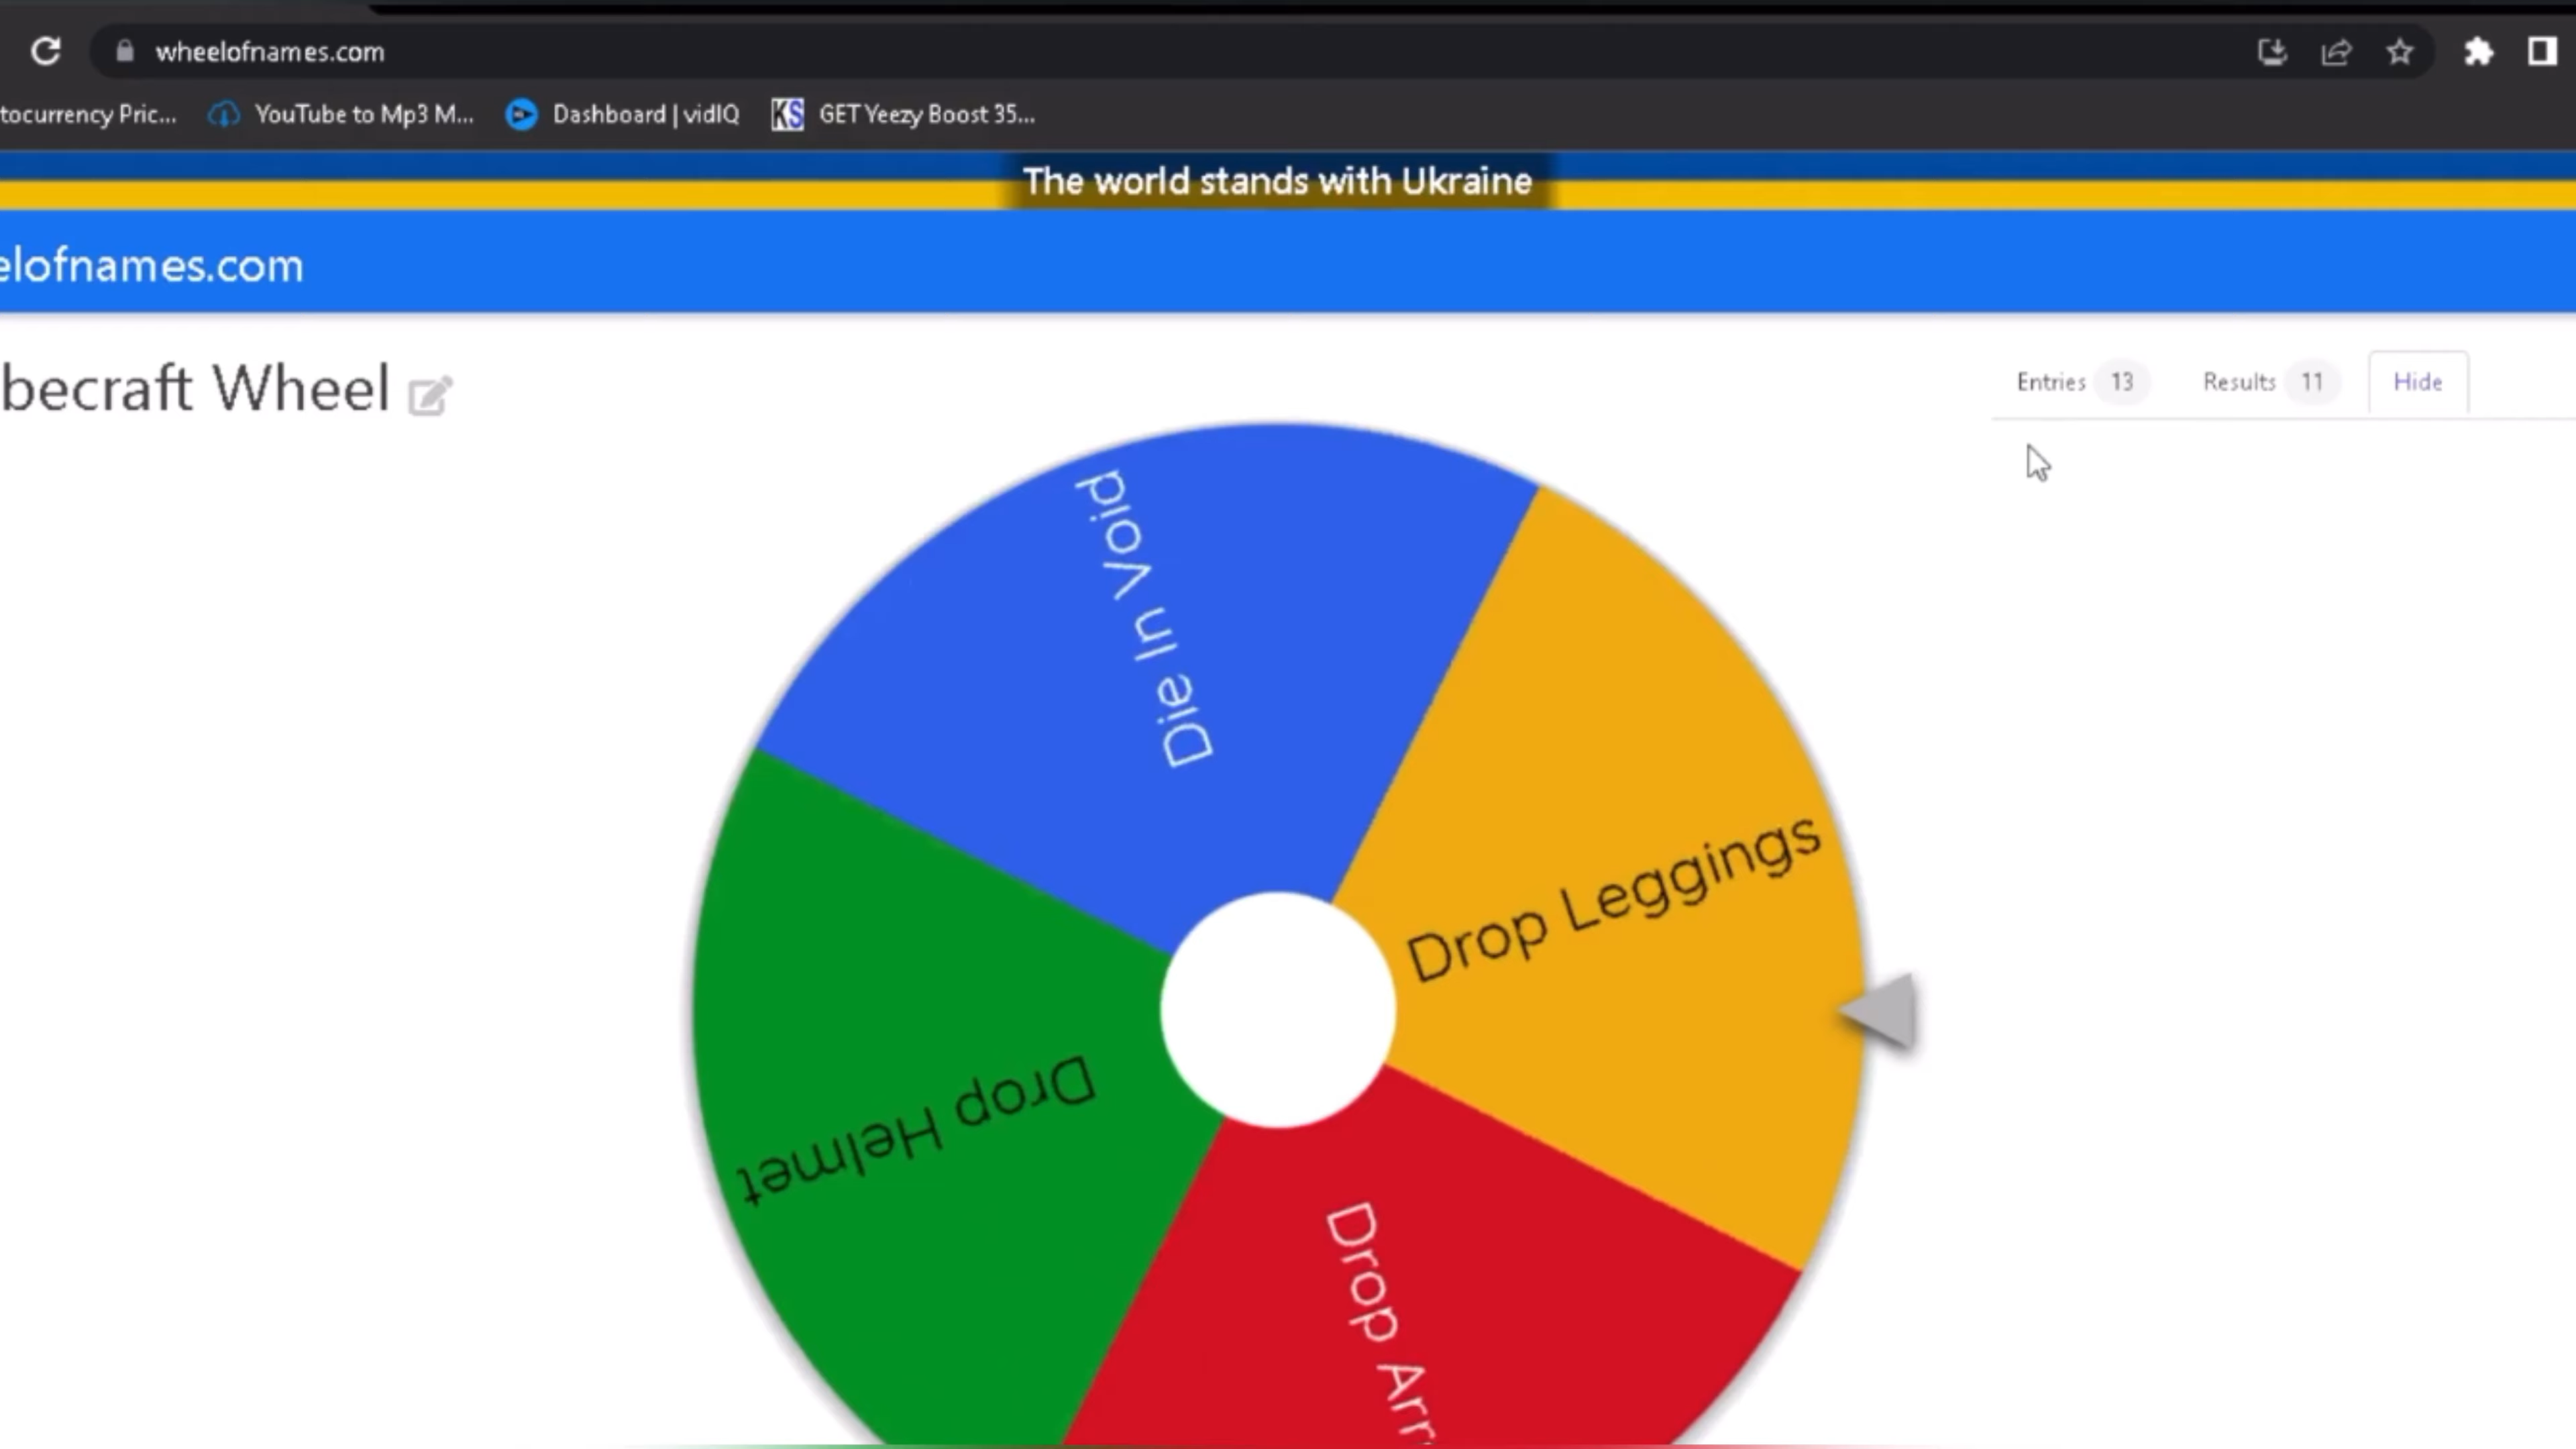 wheelofnames.com
tocurrency Pric...
YouTube to Mp3 M...
Dashboard | vidIQ
KS
GET Yeezy Boost 35...
The world stands with Ukraine
elofnames.com
becraft Wheel
Entries 13
Results 11
Hide
Die In Void
Drop Leggings
Drop Helmet
Drop Arr